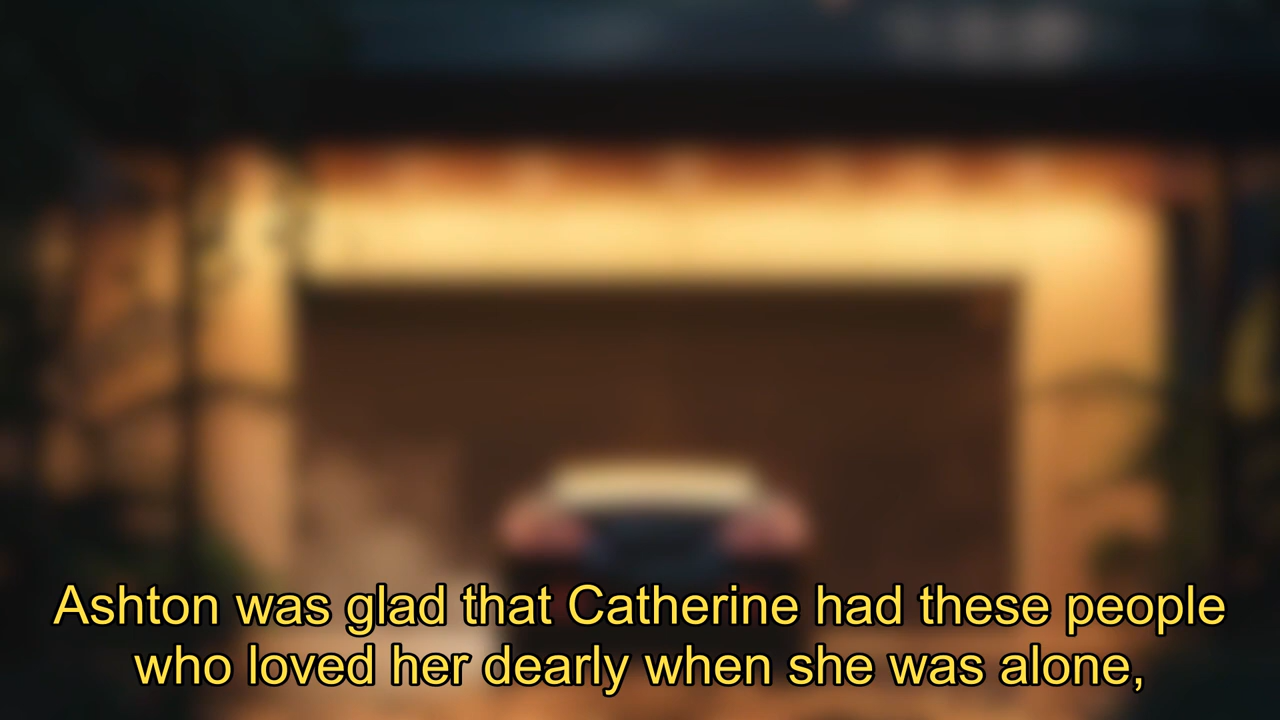 Ashton was glad that Catherine had these people
who loved her dearly when she was alone,